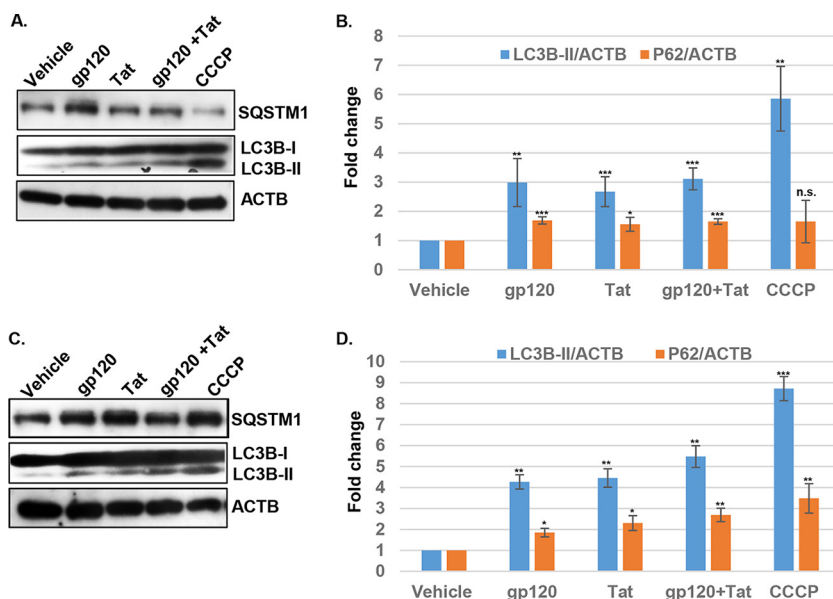 A.
Vehicle
gp120
Tat
gp120 +Tat
CCCP
SQSTM1
LC3B-I
LC3B-II
ACTB
B.
LC3B-II/ACTB P62/ACTB
Fold change
8
7
6
5
4
3
2
1
0
**
***
***
*
***
***
**
n.s.
Vehicle gp120 Tat gp120+Tat CCCP
C.
Vehicle
gp120
Tat
gp120 +Tat
CCCP
SQSTM1
LC3B-I
LC3B-II
ACTB
D.
LC3B-II/ACTB P62/ACTB
Fold change
10
9
8
7
6
5
4
3
2
1
0
**
*
**
*
**
**
***
**
Vehicle gp120 Tat gp120+Tat CCCP